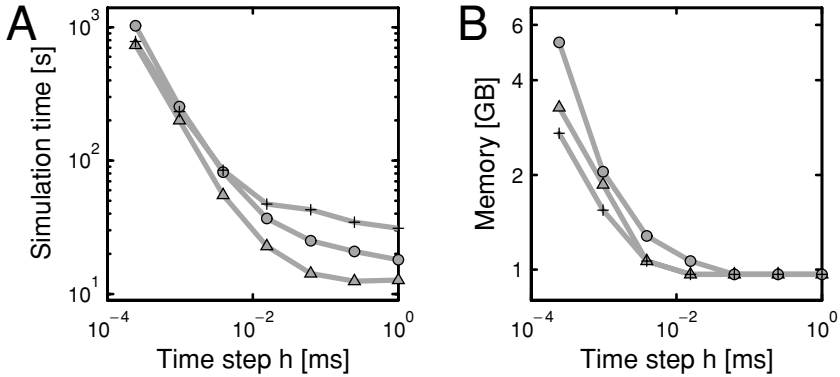 A
Simulation time [s]
10³
10²
10¹
10⁻⁴
10⁻²
10⁰
Time step h [ms]
B
Memory [GB]
6
4
2
1
10⁻⁴
10⁻²
10⁰
Time step h [ms]